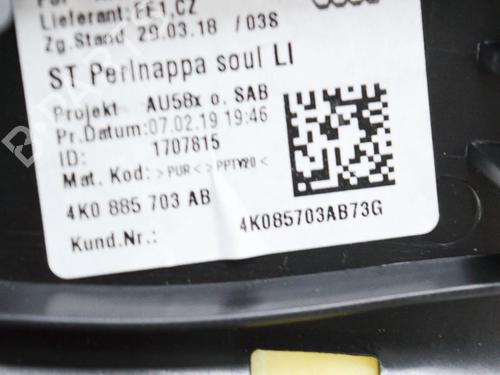 Lieferant:FE1,CZ
Zg.Stand 29.03.18 /03S
ST Perlnappa soul LI
Projekt AU58x o. SAB
Pr.Datum:07.02.19 19:46
ID: 1707815
Mat. Kod: >PUR<>PPTV20<
4K0 885 703 AB
4K085703AB73G
Kund.Nr.: